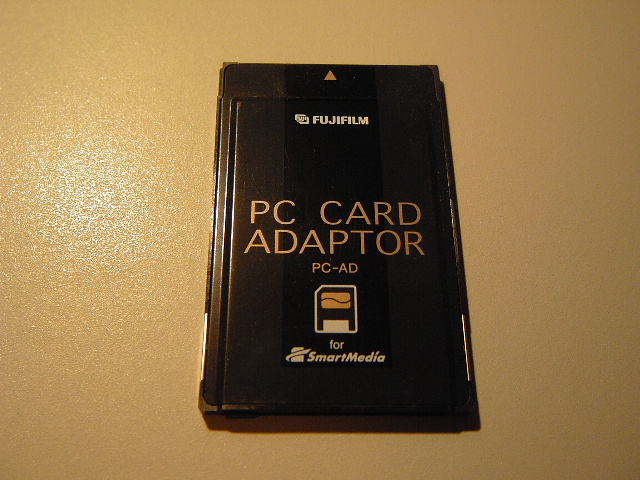 FUJIFILM
PC CARD
ADAPTOR
PC-AD
for
SmartMedia